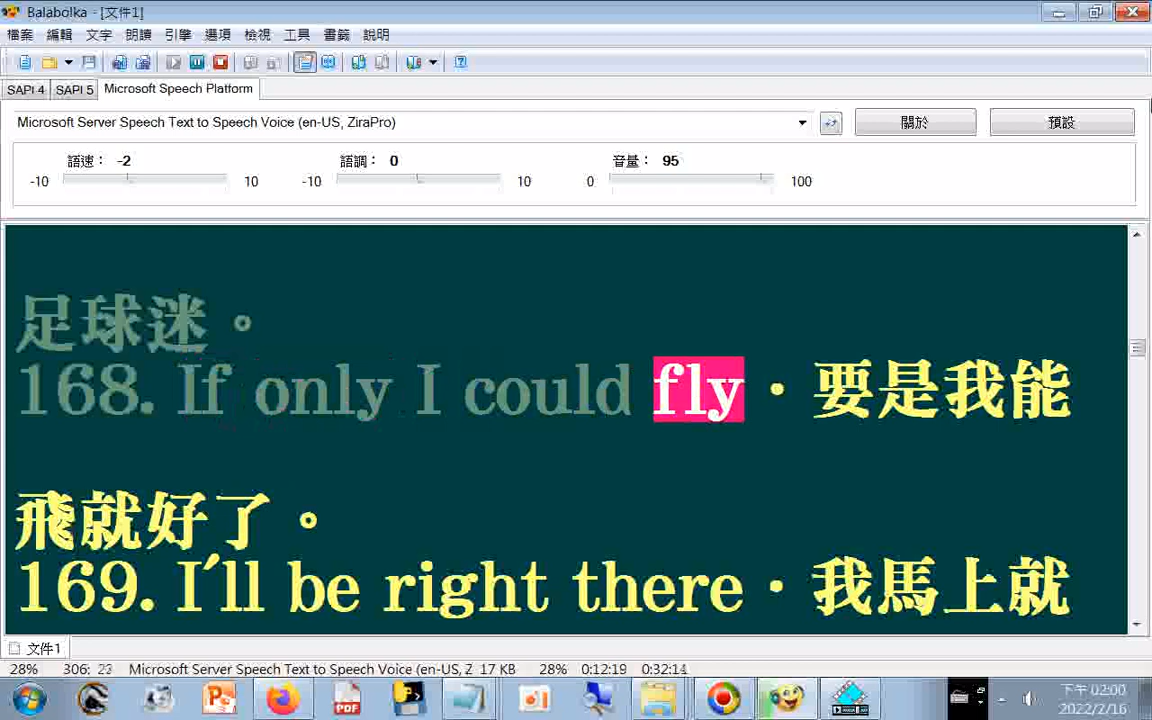 Balabolka - [文件1]
檔案 編輯 文字 朗讀 引擎 選項 檢視 工具 書籤 說明
SAPI 4 SAPI 5 Microsoft Speech Platform
Microsoft Server Speech Text to Speech Voice (en-US, ZiraPro) 關於 預設
語速： -2 語調： 0 音量： 95
-10 10 -10 10 0 100
足球迷。
168. If only I could fly．要是我能
飛就好了。
169. I'll be right there．我馬上就
文件1
28% 306: 23 Microsoft Server Speech Text to Speech Voice (en-US, Z 17 KB 28% 0:12:19 0:32:14
PDF
下午 02:00
2022/2/16